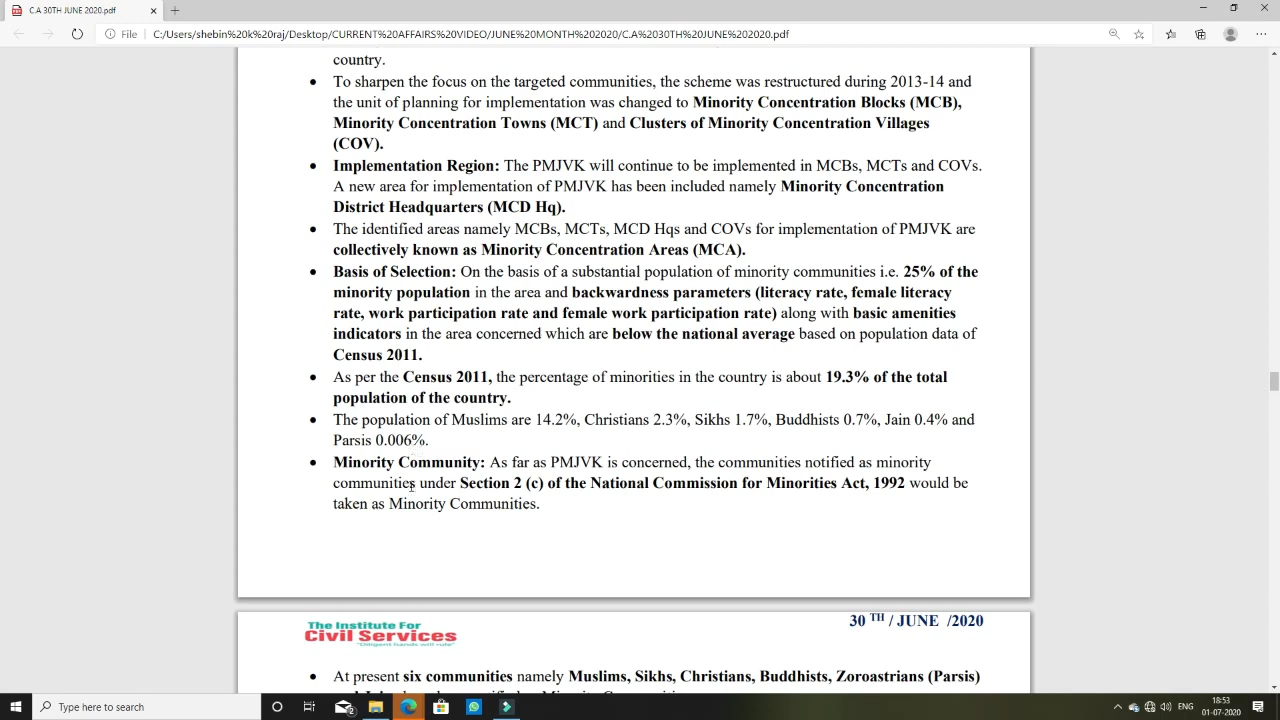 C.A 30TH JUNE 2020.pdf
File
C:/Users/shebin%20k%20raj/Desktop/CURRENT%20AFFAIRS%20VIDEO/JUNE%20MONTH%202020/C.A%2030TH%20JUNE%202020.pdf
country.
• To sharpen the focus on the targeted communities, the scheme was restructured during 2013-14 and
the unit of planning for implementation was changed to Minority Concentration Blocks (MCB),
Minority Concentration Towns (MCT) and Clusters of Minority Concentration Villages
(COV).
• Implementation Region: The PMJVK will continue to be implemented in MCBs, MCTs and COVs.
A new area for implementation of PMJVK has been included namely Minority Concentration
District Headquarters (MCD Hq).
• The identified areas namely MCBs, MCTs, MCD Hqs and COVs for implementation of PMJVK are
collectively known as Minority Concentration Areas (MCA).
• Basis of Selection: On the basis of a substantial population of minority communities i.e. 25% of the
minority population in the area and backwardness parameters (literacy rate, female literacy
rate, work participation rate and female work participation rate) along with basic amenities
indicators in the area concerned which are below the national average based on population data of
Census 2011.
• As per the Census 2011, the percentage of minorities in the country is about 19.3% of the total
population of the country.
• The population of Muslims are 14.2%, Christians 2.3%, Sikhs 1.7%, Buddhists 0.7%, Jain 0.4% and
Parsis 0.006%.
• Minority Community: As far as PMJVK is concerned, the communities notified as minority
communities under Section 2 (c) of the National Commission for Minorities Act, 1992 would be
taken as Minority Communities.
The Institute For
Civil Services
"Diligent hands will rule"
30 TH / JUNE /2020
• At present six communities namely Muslims, Sikhs, Christians, Buddhists, Zoroastrians (Parsis)
Type here to search
ENG
18:53
01-07-2020